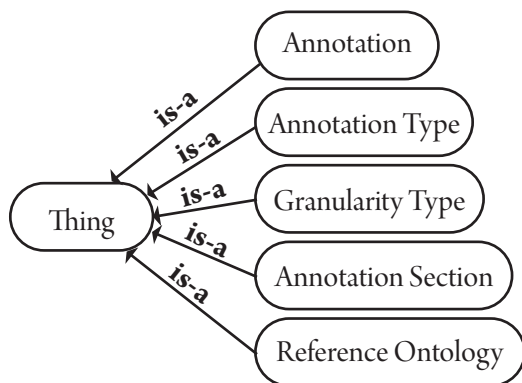 Annotation
is-a
Annotation Type
is-a
Granularity Type
is-a
Thing
is-a
Annotation Section
is-a
Reference Ontology